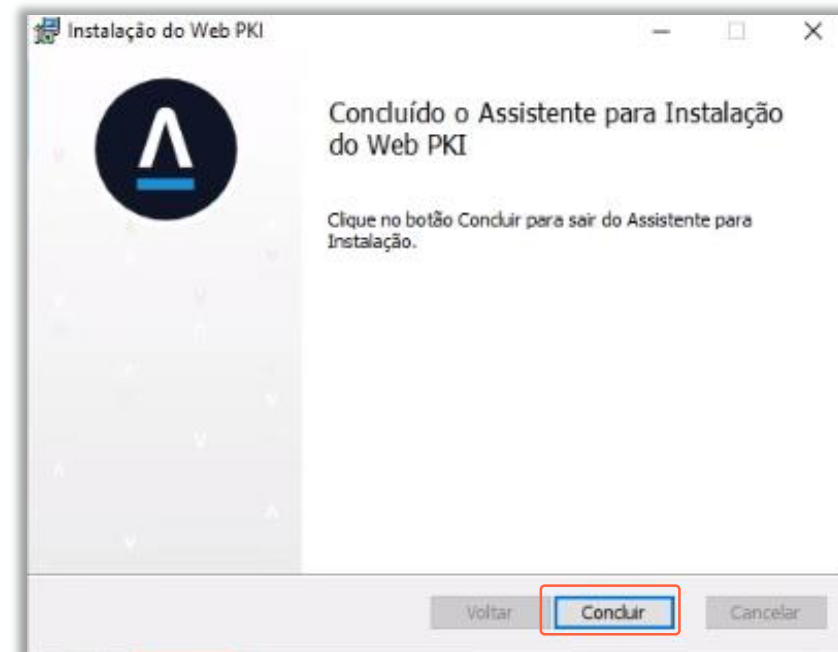 Instalação do Web PKI
Concluído o Assistente para Instalação
do Web PKI
Clique no botão Concluir para sair do Assistente para
Instalação.
Voltar
Concluir
Cancelar